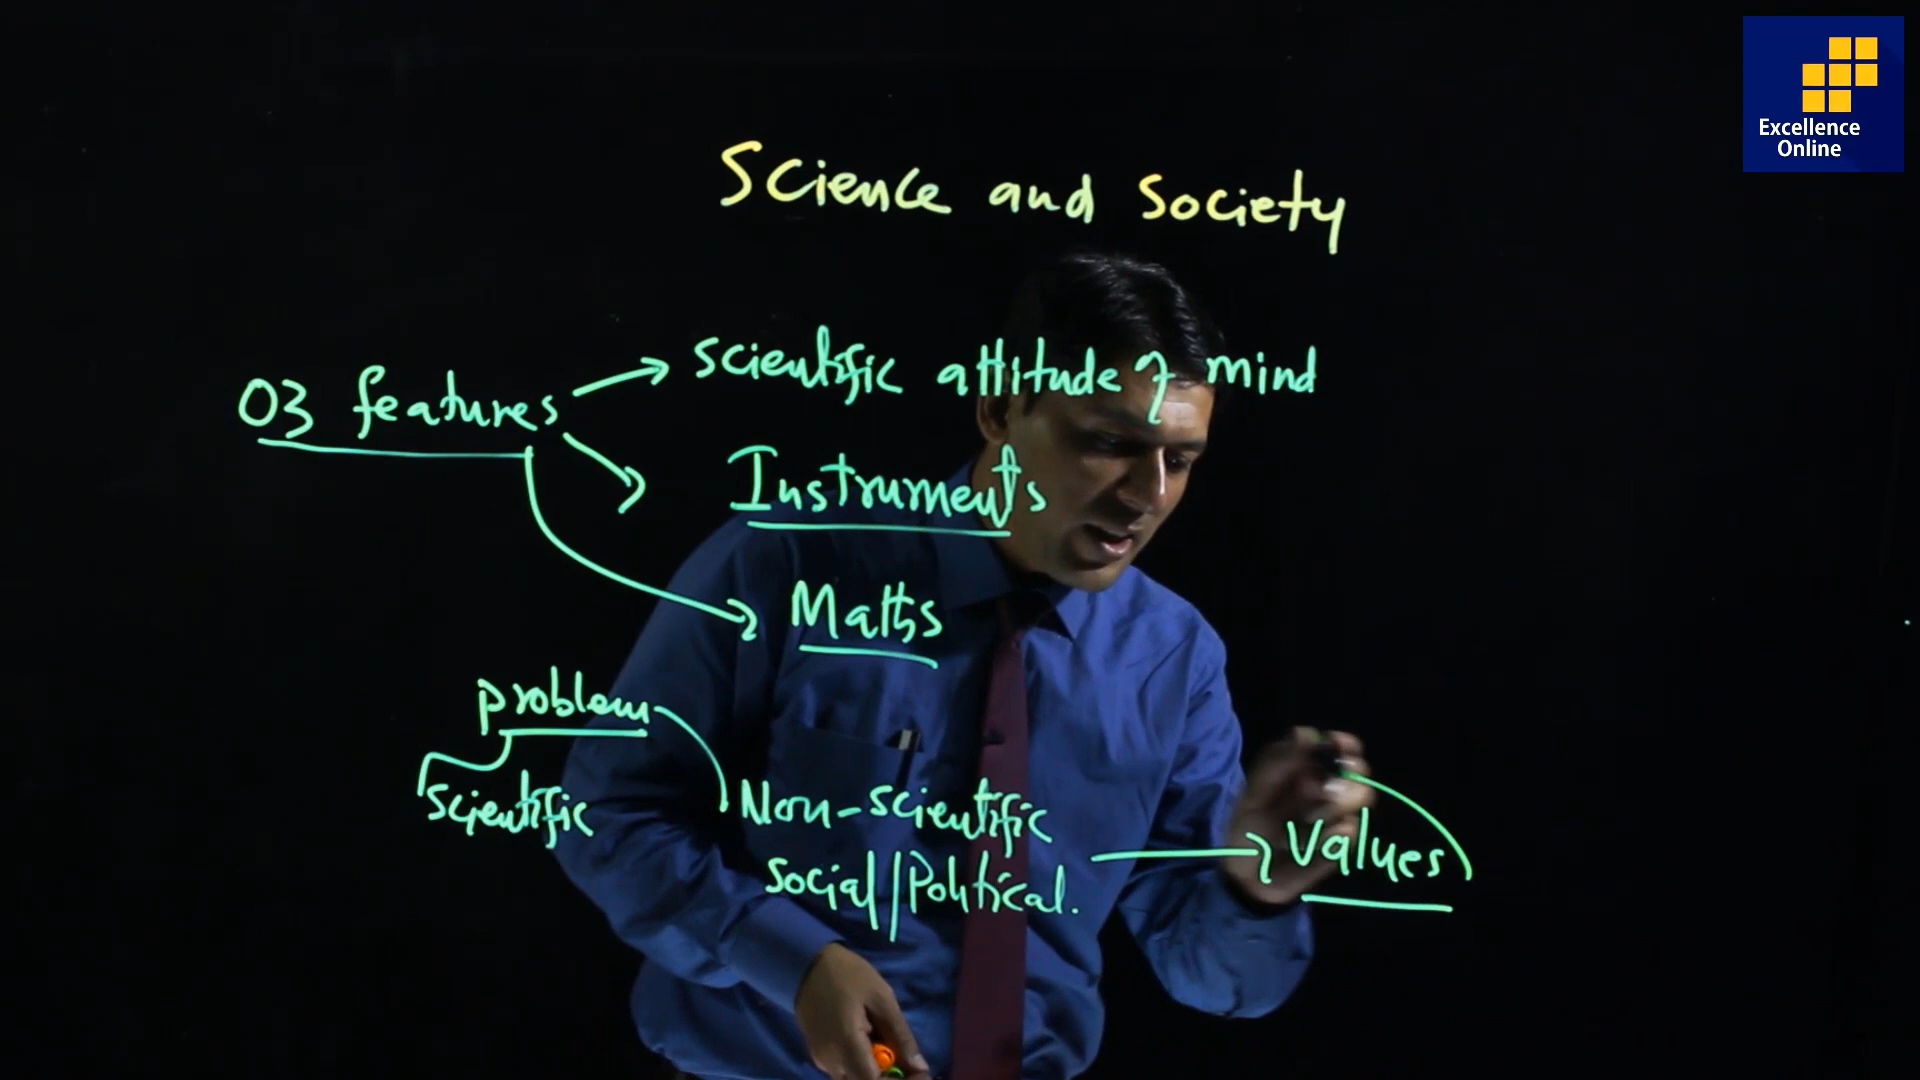 Excellence
Online
Science and Society
03 features
Scientific attitude of mind
Instruments
Maths
problem
Scientific
Non-scientific
Social/Political.
Values